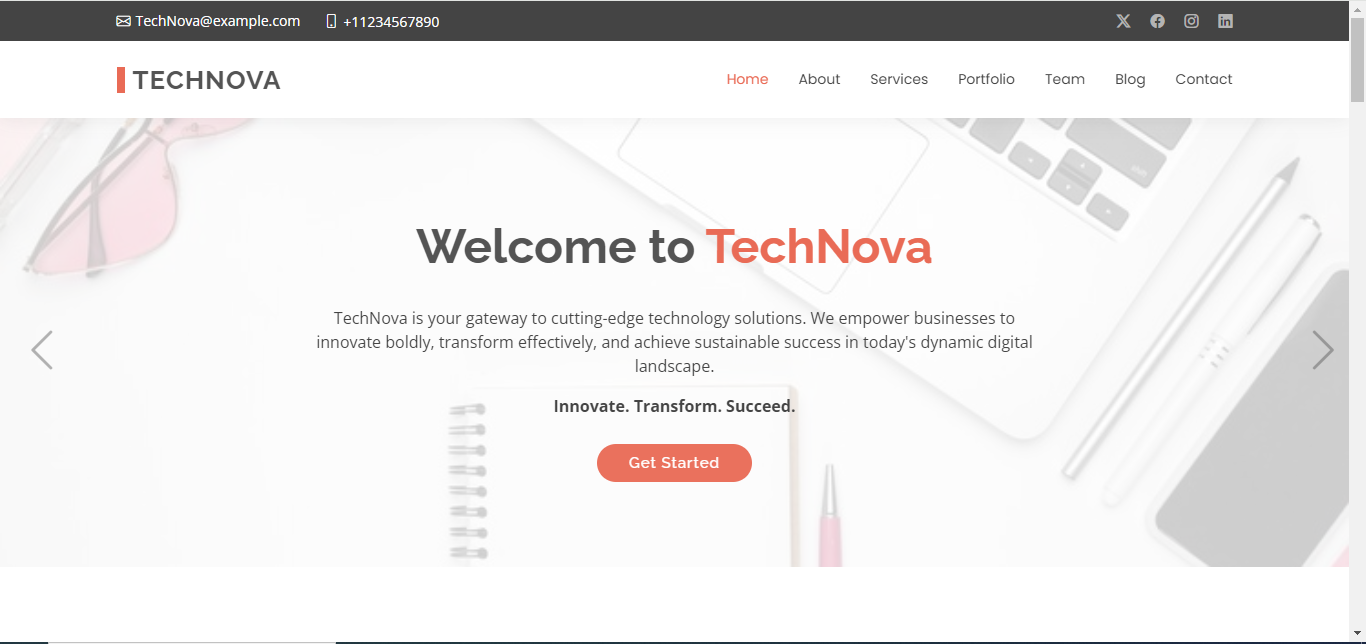 TechNova@example.com +11234567890
TECHNOVA
Home About Services Portfolio Team Blog Contact
Welcome to TechNova
TechNova is your gateway to cutting-edge technology solutions. We empower businesses to
innovate boldly, transform effectively, and achieve sustainable success in today's dynamic digital
landscape.
Innovate. Transform. Succeed.
Get Started